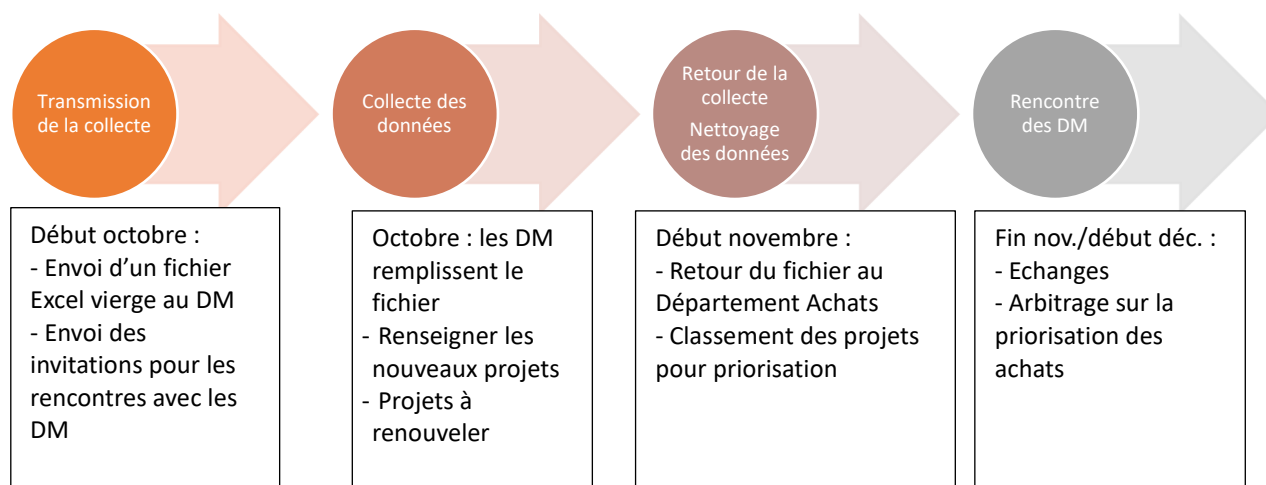 Transmission
de la collecte
Collecte des
données
Retour de la
collecte
Nettoyage
des données
Rencontre
des DM
Début octobre :
- Envoi d’un fichier
Excel vierge au DM
- Envoi des
invitations pour les
rencontres avec les
DM
Octobre : les DM
remplissent le
fichier
- Renseigner les
nouveaux projets
- Projets à
renouveler
Début novembre :
- Retour du fichier au
Département Achats
- Classement des projets
pour priorisation
Fin nov./début déc. :
- Echanges
- Arbitrage sur la
priorisation des
achats